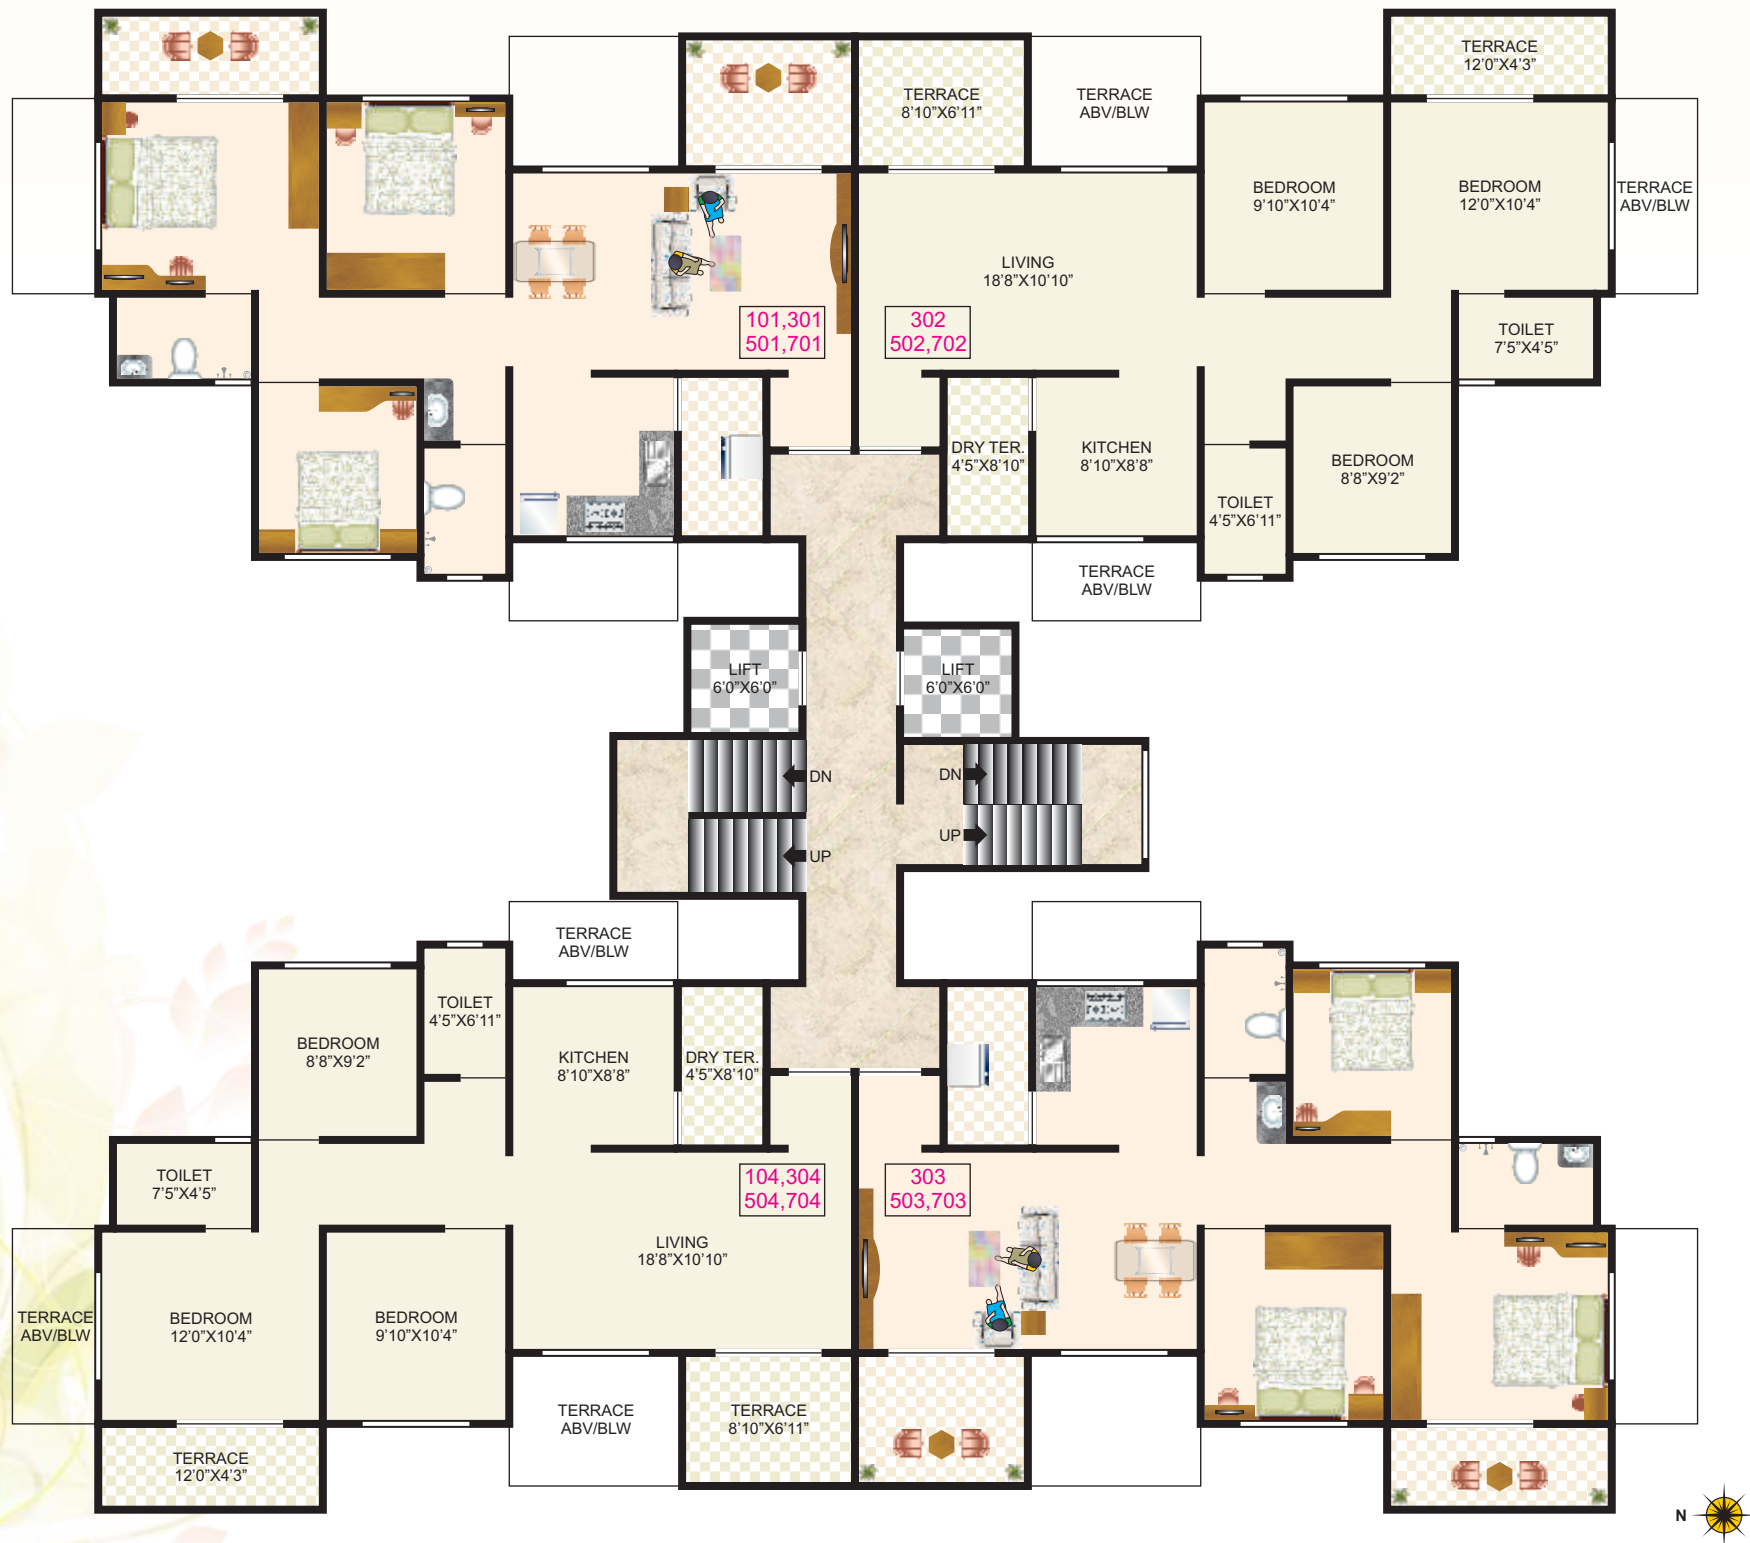 TERRACE
12'0"X4'3"
TERRACE
8'10"X6'11"
TERRACE
ABV/BLW
BEDROOM
9'10"X10'4"
BEDROOM
12'0"X10'4"
TERRACE
ABV/BLW
LIVING
18'8"X10'10"
101,301
501,701
302
502,702
TOILET
7'5"X4'5"
DRY TER.
4'5"X8'10"
KITCHEN
8'10"X8'8"
BEDROOM
8'8"X9'2"
TOILET
4'5"X6'11"
TERRACE
ABV/BLW
LIFT
6'0"X6'0"
LIFT
6'0"X6'0"
DN
DN
UP
UP
TERRACE
ABV/BLW
TOILET
4'5"X6'11"
BEDROOM
8'8"X9'2"
KITCHEN
8'10"X8'8"
DRY TER.
4'5"X8'10"
TOILET
7'5"X4'5"
104,304
504,704
303
503,703
LIVING
18'8"X10'10"
TERRACE
ABV/BLW
BEDROOM
12'0"X10'4"
BEDROOM
9'10"X10'4"
TERRACE
ABV/BLW
TERRACE
8'10"X6'11"
TERRACE
12'0"X4'3"
N